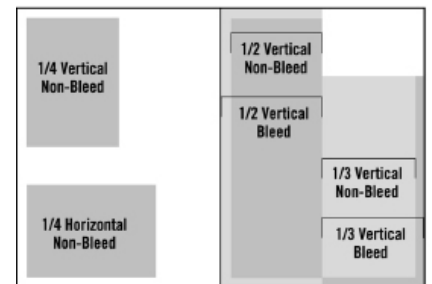 1/4 Vertical
Non-Bleed
1/4 Horizontal
Non-Bleed
1/2 Vertical
Non-Bleed
1/2 Vertical
Bleed
1/3 Vertical
Non-Bleed
1/3 Vertical
Bleed